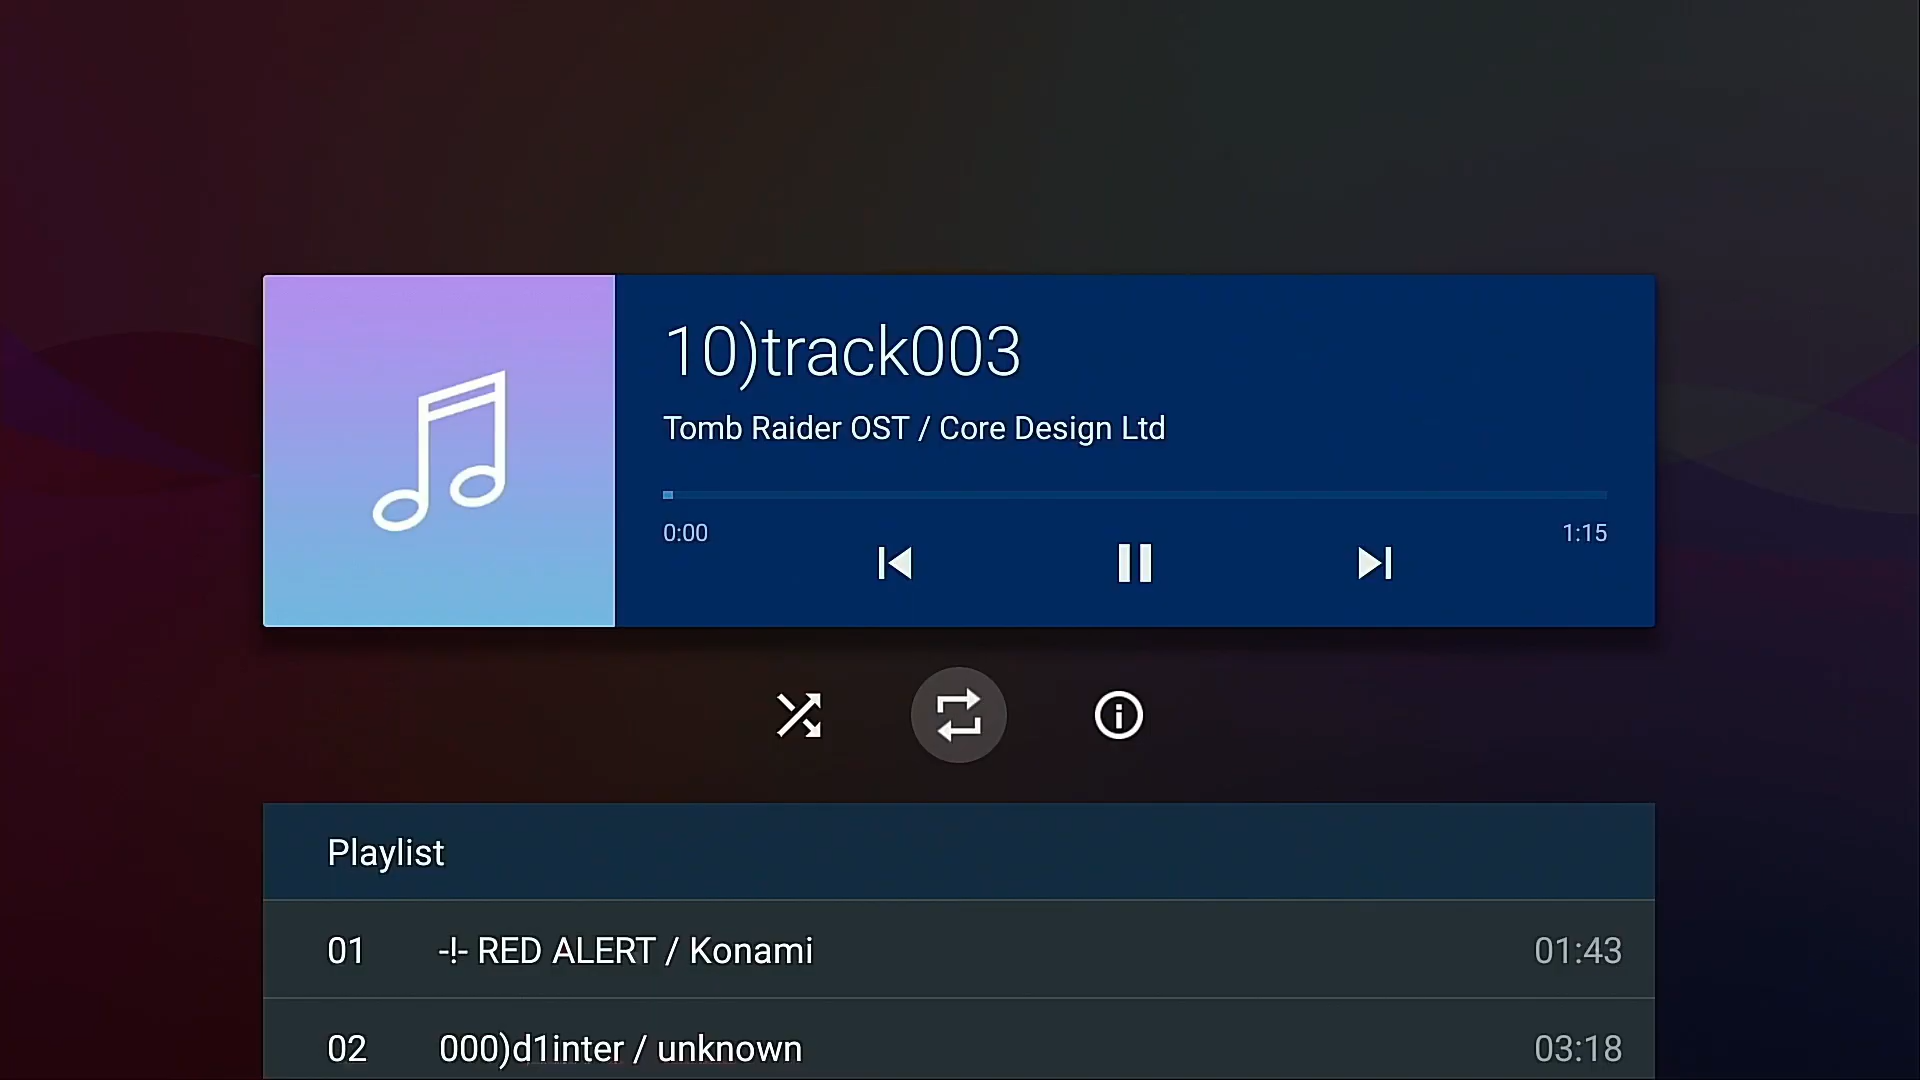 10)track003
Tomb Raider OST / Core Design Ltd
0:00
1:15
Playlist
01 -!- RED ALERT / Konami 01:43
02 000)d1inter / unknown 03:18